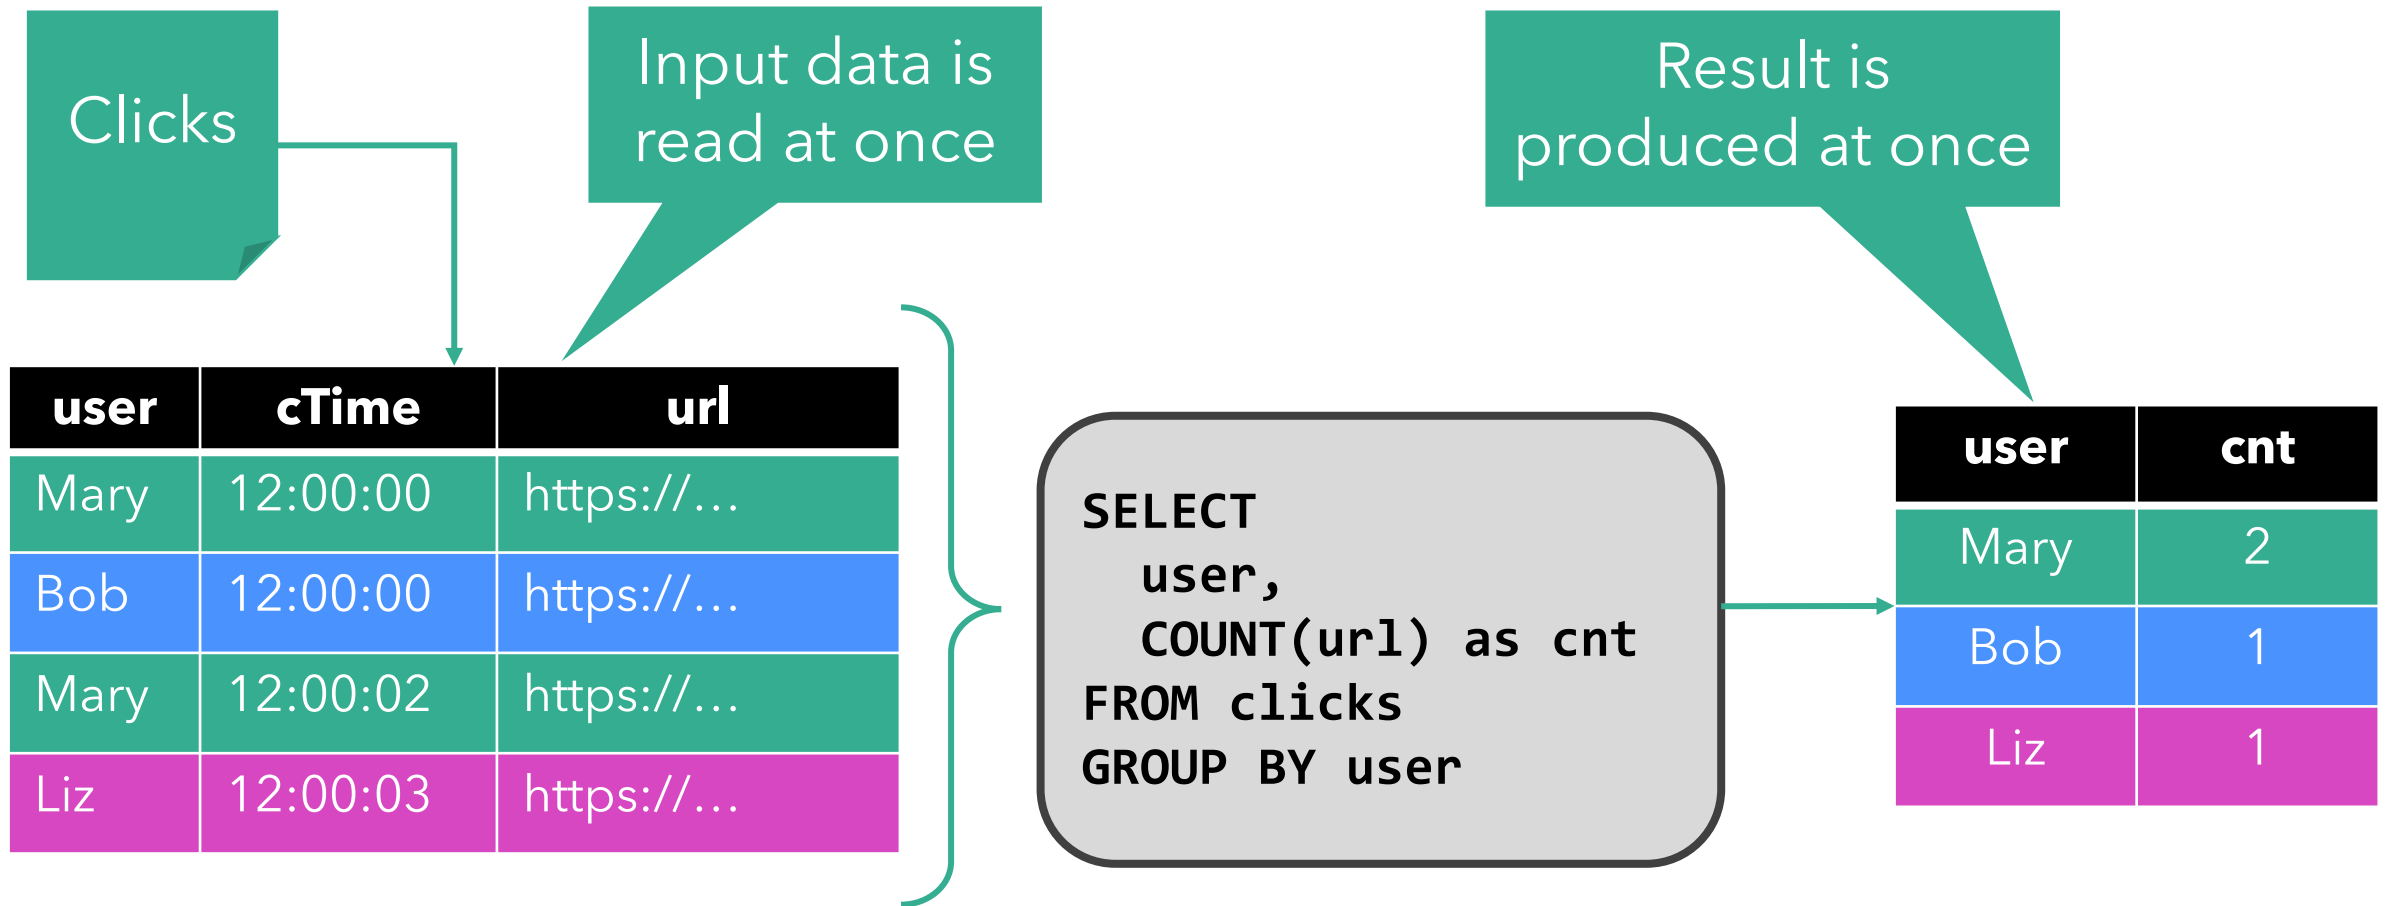 Clicks
Input data is
read at once
Result is
produced at once
user cTime url
Mary 12:00:00 https://...
Bob 12:00:00 https://...
Mary 12:00:02 https://...
Liz 12:00:03 https://...
SELECT
user,
COUNT(url) as cnt
FROM clicks
GROUP BY user
user cnt
Mary 2
Bob 1
Liz 1